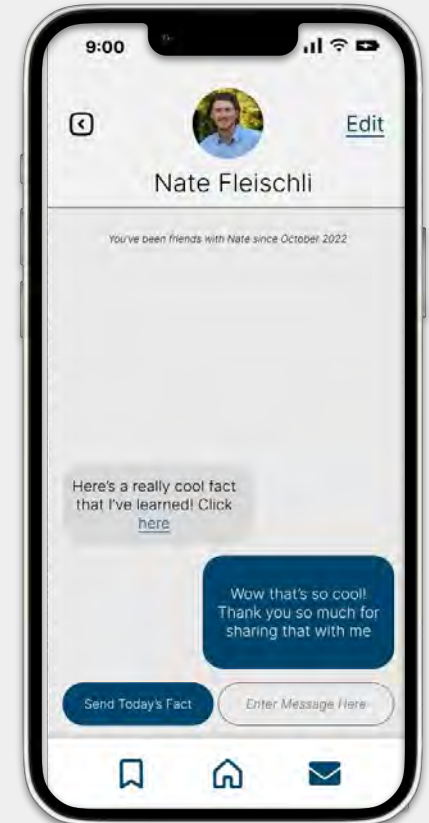 9:00
Edit
Nate Fleischli
You've been friends with Nate since October 2022
Here's a really cool fact
that I've learned! Click
here
Wow that's so cool!
Thank you so much for
sharing that with me
Send Today's Fact
Enter Message Here